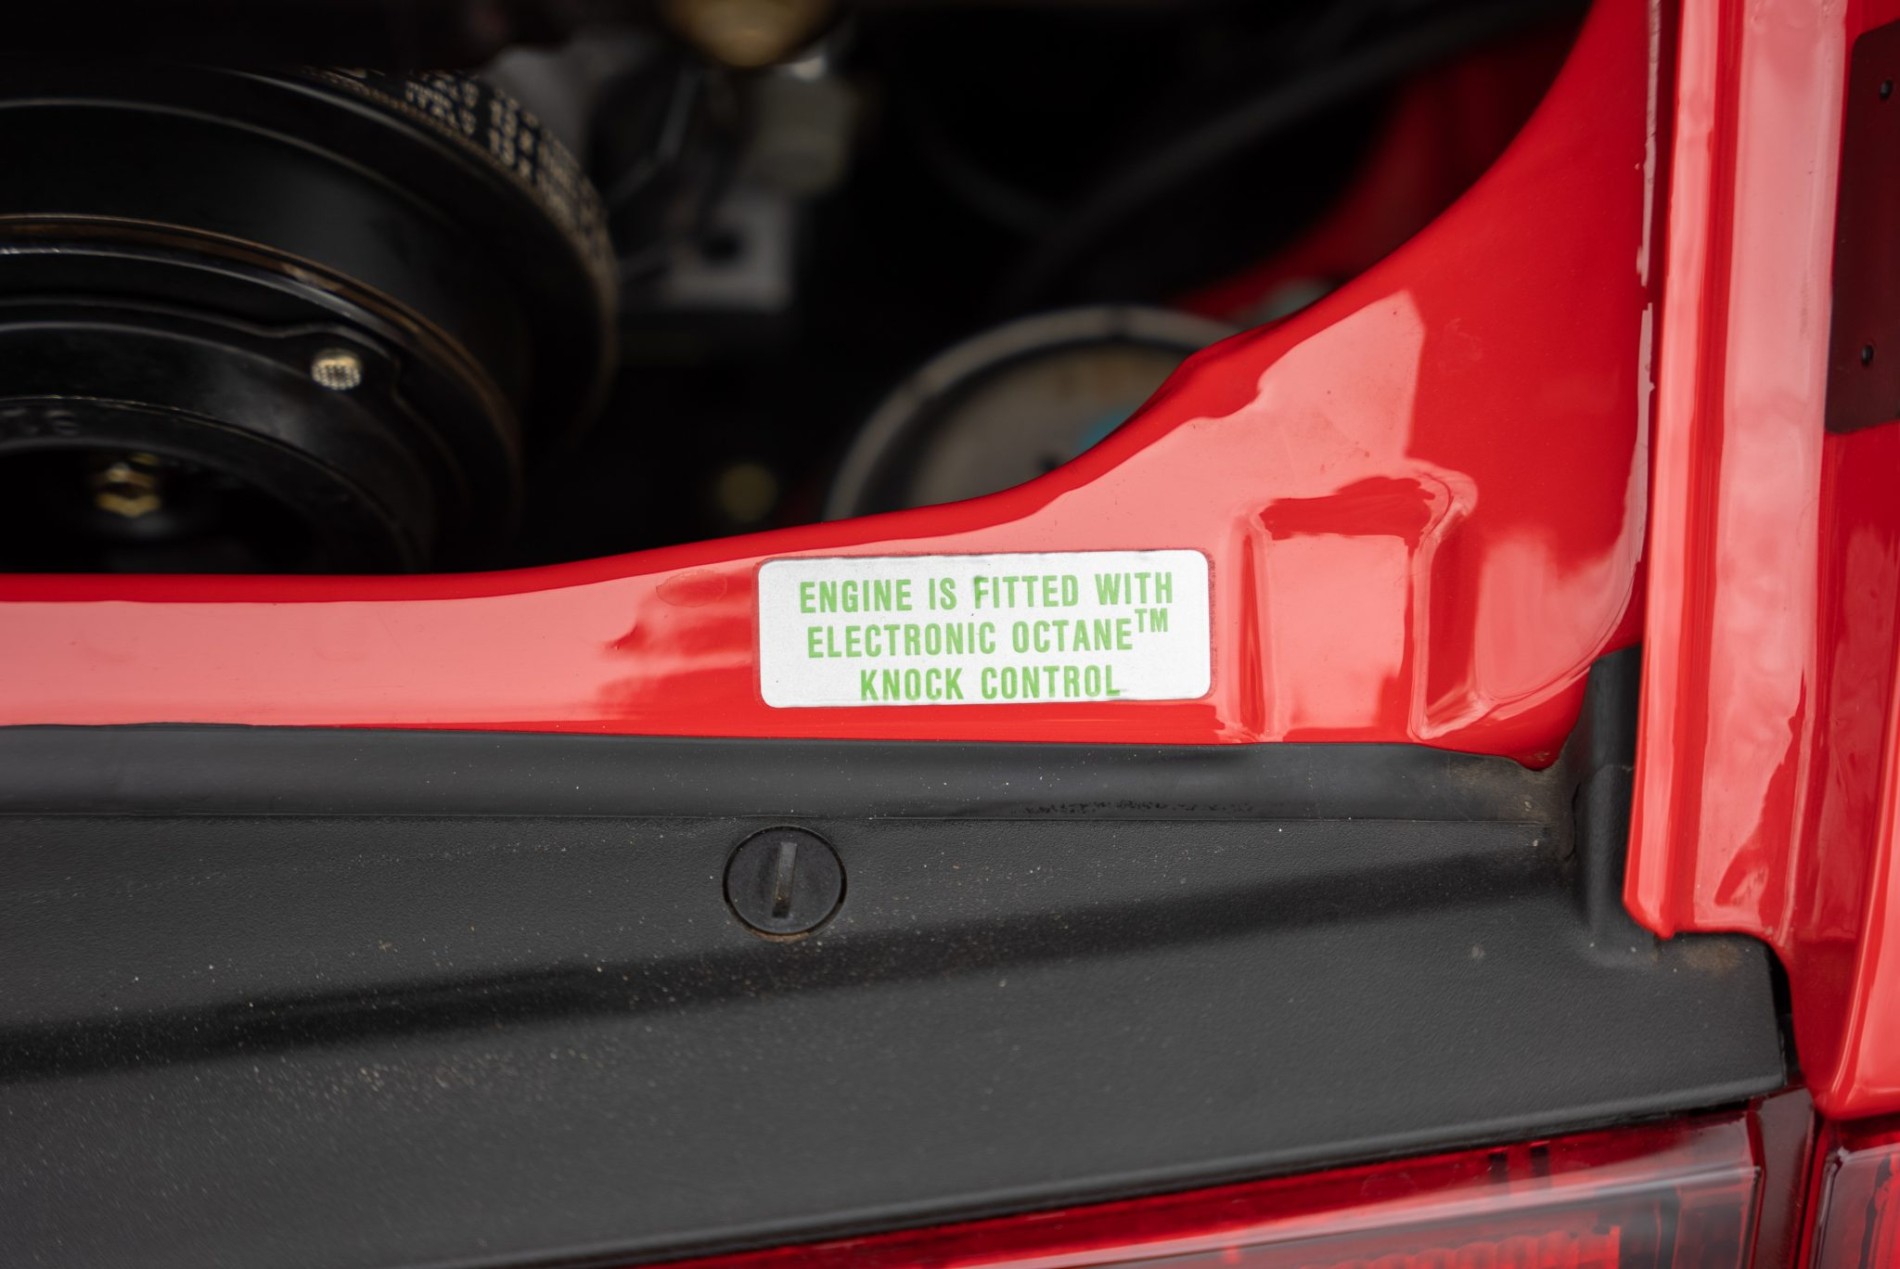 ENGINE IS FITTED WITH
ELECTRONIC OCTANE™
KNOCK CONTROL